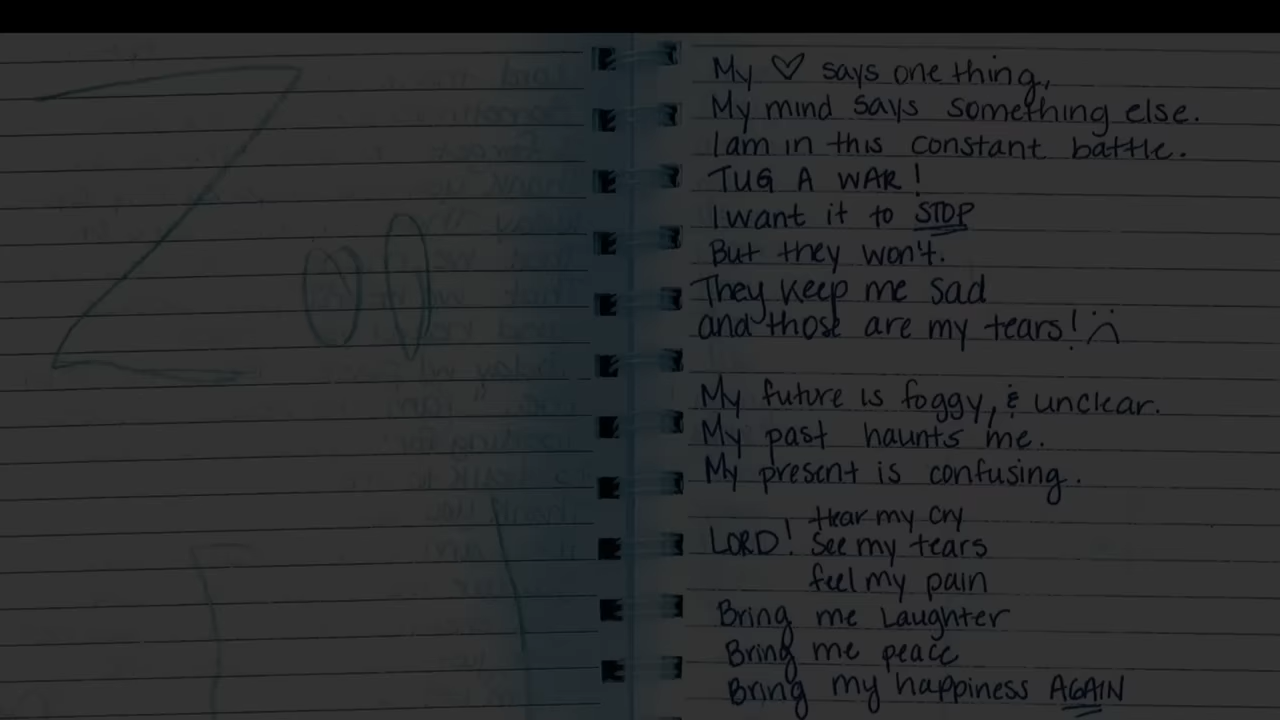 My ♡ says one thing,
My mind says something else.
I am in this constant battle.
TUG A WAR!
I want it to STOP
But they won't.
They keep me sad
and those are my tears! :(
My future is foggy, & unclear.
My past haunts me.
My present is confusing.
Hear my cry
LORD! See my tears
feel my pain
Bring me Laughter
Bring me peace
Bring my happiness AGAIN